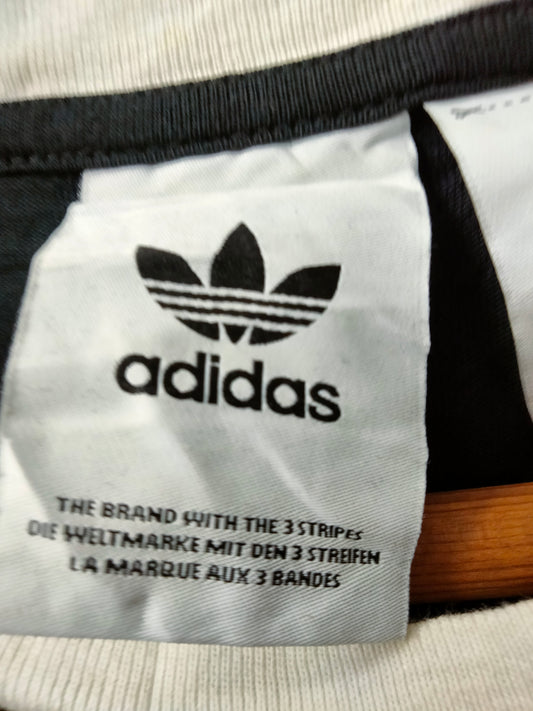 adidas
THE BRAND WITH THE 3 STRIPES
DIE WELTMARKE MIT DEN 3 STREIFEN
LA MARQUE AUX 3 BANDES